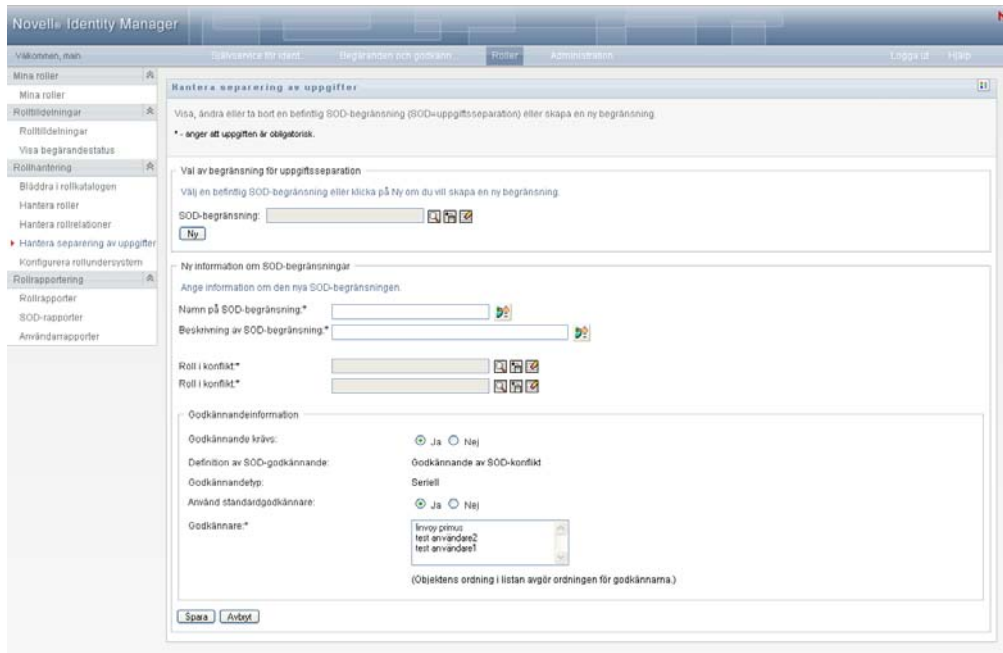 Novell® Identity Manager
Välkommen, main
Självservice för ident...
Begäranden och godkänn...
Roller
Administration
Logga ut
Hjälp
Mina roller
Mina roller
Rolltilldelningar
Rolltilldelningar
Visa begärandestatus
Rollhantering
Bläddra i rollkatalogen
Hantera roller
Hantera rollrelationer
Hantera separering av uppgifter
Konfigurera rollundersystem
Rollrapportering
Rollrapporter
SOD-rapporter
Användarrapporter
Hantera separering av uppgifter
Visa, ändra eller ta bort en befintlig SOD-begränsning (SOD=uppgiftsseparation) eller skapa en ny begränsning.
* - anger att uppgiften är obligatorisk.
Val av begränsning för uppgiftsseparation
Välj en befintlig SOD-begränsning eller klicka på Ny om du vill skapa en ny begränsning.
SOD-begränsning:
Ny
Ny information om SOD-begränsningar
Ange information om den nya SOD-begränsningen.
Namn på SOD-begränsning:*
Beskrivning av SOD-begränsning:*
Roll i konflikt:*
Roll i konflikt:*
Godkännandeinformation
Godkännande krävs: Ja Nej
Definition av SOD-godkännande: Godkännande av SOD-konflikt
Godkännandetyp: Seriell
Använd standardgodkännare: Ja Nej
Godkännare:*
linvoy primus
test användare2
test användare1
(Objektens ordning i listan avgör ordningen för godkännarna.)
Spara Avbryt